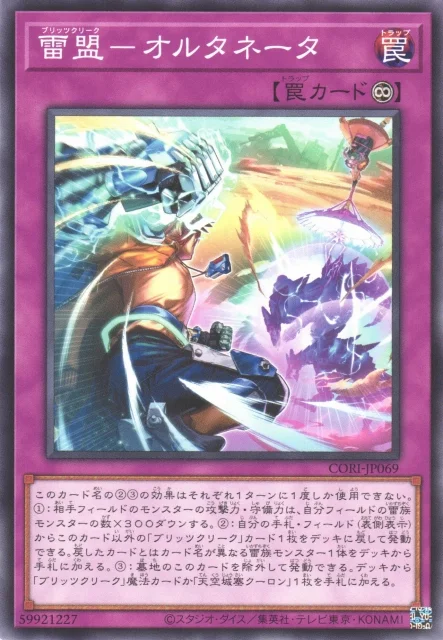 ブリッツクリーク
雷盟－オルタネータ
トラップ
罠
トラップ
【罠カード】
CORI-JP069
このカード名の②③の効果はそれぞれ１ターンに１度しか使用できない。
①：相手フィールドのモンスターの攻撃力・守備力は、自分フィールドの雷族
モンスターの数×３００ダウンする。②：自分の手札・フィールド（表側表示）
からこのカード以外の「ブリッツクリーク」カード１枚をデッキに戻して発動
できる。戻したカードとはカード名が異なる雷族モンスター１体をデッキから
手札に加える。③：墓地のこのカードを除外して発動できる。デッキから
「ブリッツクリーク」魔法カードか「天空城塞ターロン」１枚を手札に加える。
59921227
©スタジオ・ダイス／集英社・テレビ東京・KONAMI